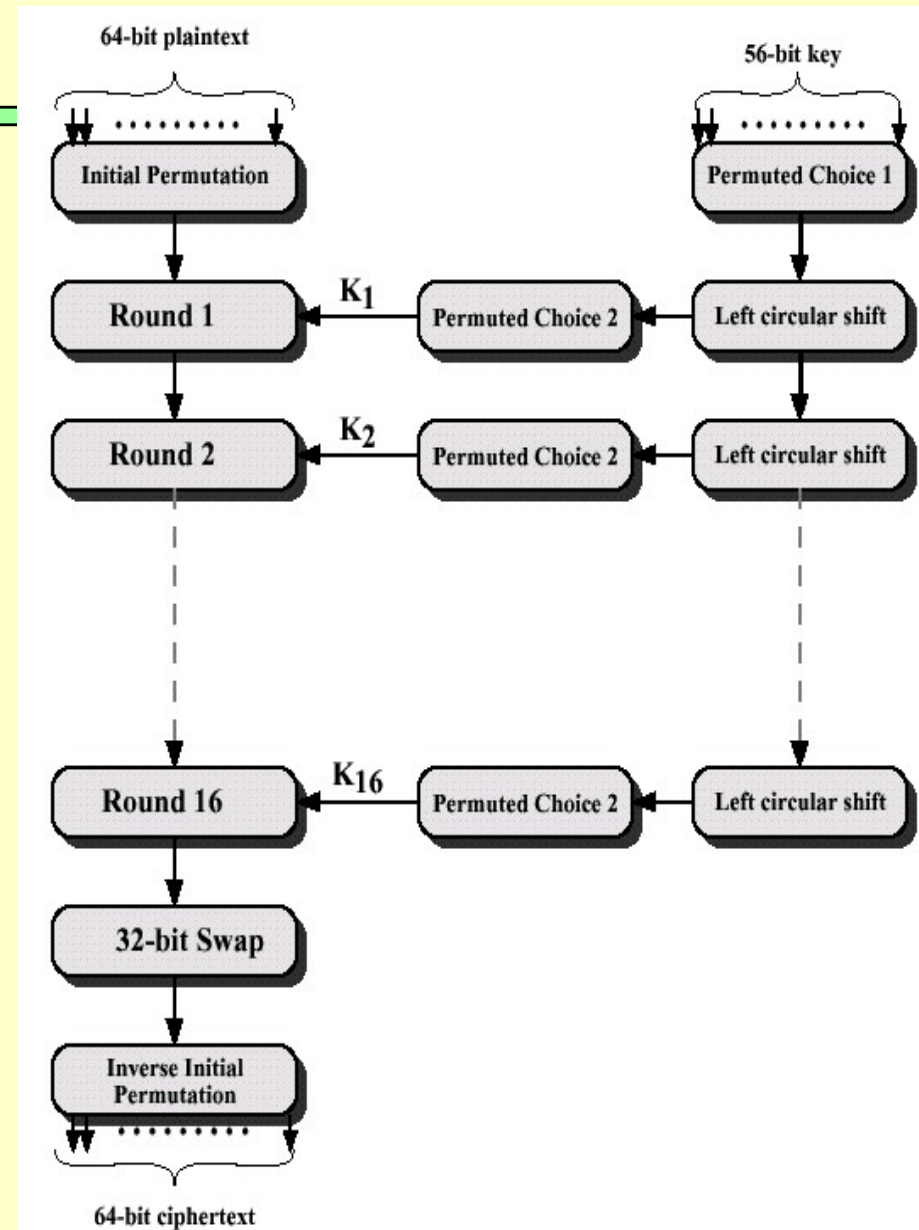 64-bit plaintext
56-bit key
Initial Permutation
Permuted Choice 1
Round 1
K1
Permuted Choice 2
Left circular shift
Round 2
K2
Permuted Choice 2
Left circular shift
Round 16
K16
Permuted Choice 2
Left circular shift
32-bit Swap
Inverse Initial
Permutation
64-bit ciphertext